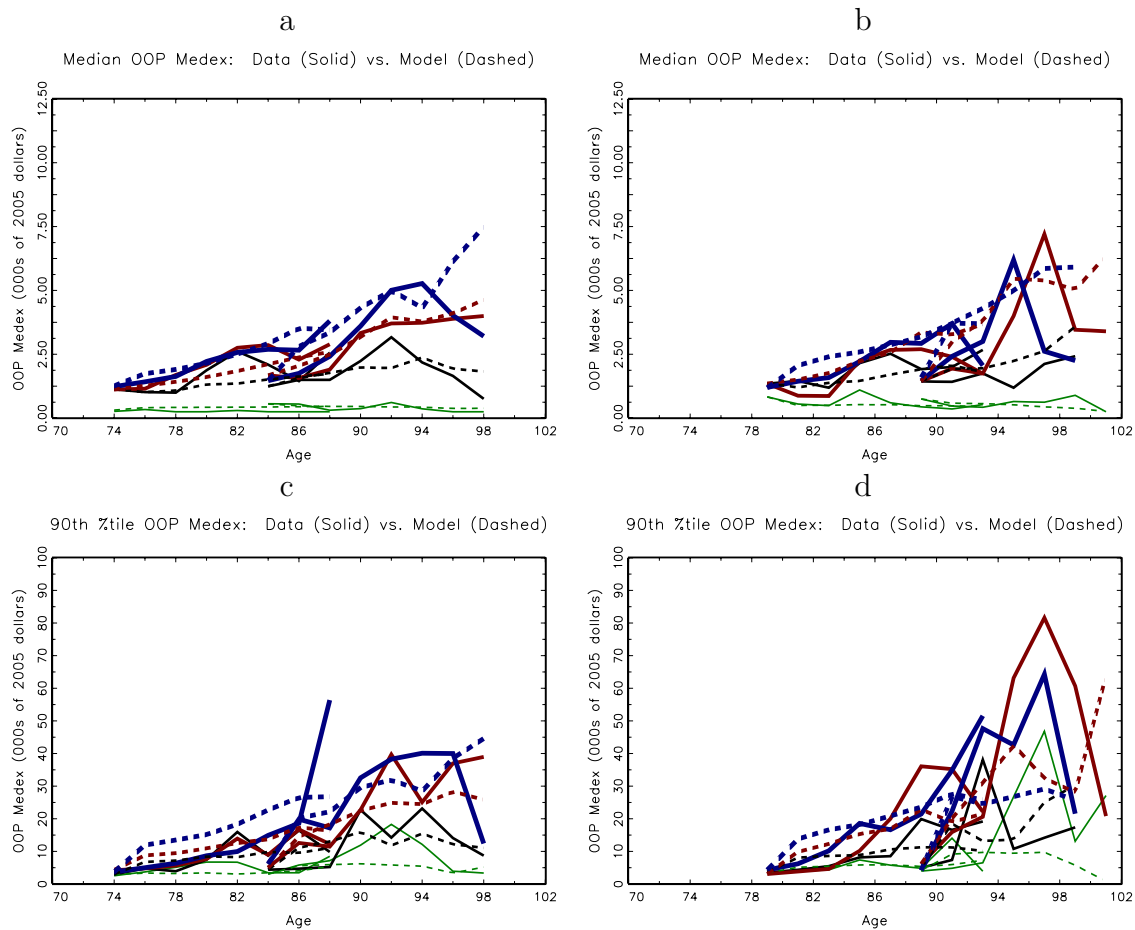 a
Median OOP Medex: Data (Solid) vs. Model (Dashed)
OOP Medex (000s of 2005 dollars)
12.50
10.00
7.50
5.00
2.50
0.00
70 74 78 82 86 90 94 98 102
Age
b
Median OOP Medex: Data (Solid) vs. Model (Dashed)
OOP Medex (000s of 2005 dollars)
12.50
10.00
7.50
5.00
2.50
0.00
70 74 78 82 86 90 94 98 102
Age
c
90th %tile OOP Medex: Data (Solid) vs. Model (Dashed)
OOP Medex (000s of 2005 dollars)
100
90
80
70
60
50
40
30
20
10
0
70 74 78 82 86 90 94 98 102
Age
d
90th %tile OOP Medex: Data (Solid) vs. Model (Dashed)
OOP Medex (000s of 2005 dollars)
100
90
80
70
60
50
40
30
20
10
0
70 74 78 82 86 90 94 98 102
Age